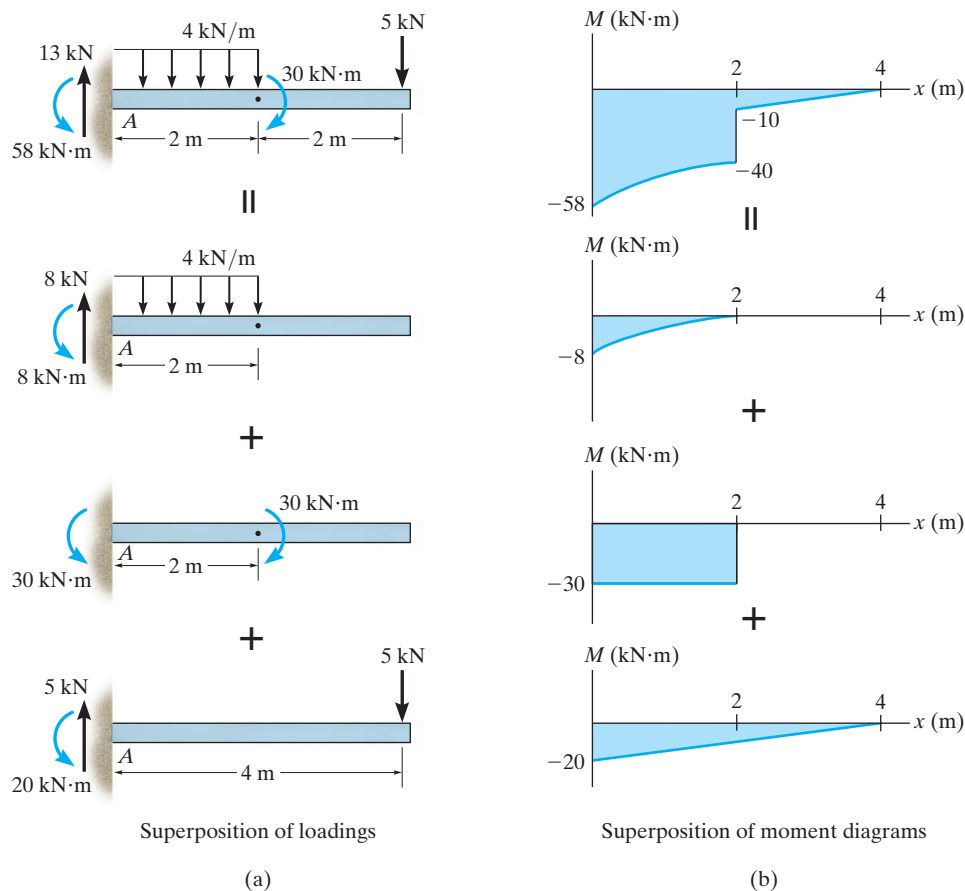 4 kN/m
5 kN
13 kN
30 kN·m
A
2 m
2 m
58 kN·m
=
4 kN/m
8 kN
A
2 m
8 kN·m
+
30 kN·m
A
2 m
30 kN·m
+
5 kN
5 kN
A
20 kN·m
4 m
Superposition of loadings
(a)
M (kN·m)
2
4
x (m)
−10
−40
−58
=
M (kN·m)
2
4
x (m)
−8
+
M (kN·m)
2
4
x (m)
−30
+
M (kN·m)
2
4
x (m)
−20
Superposition of moment diagrams
(b)